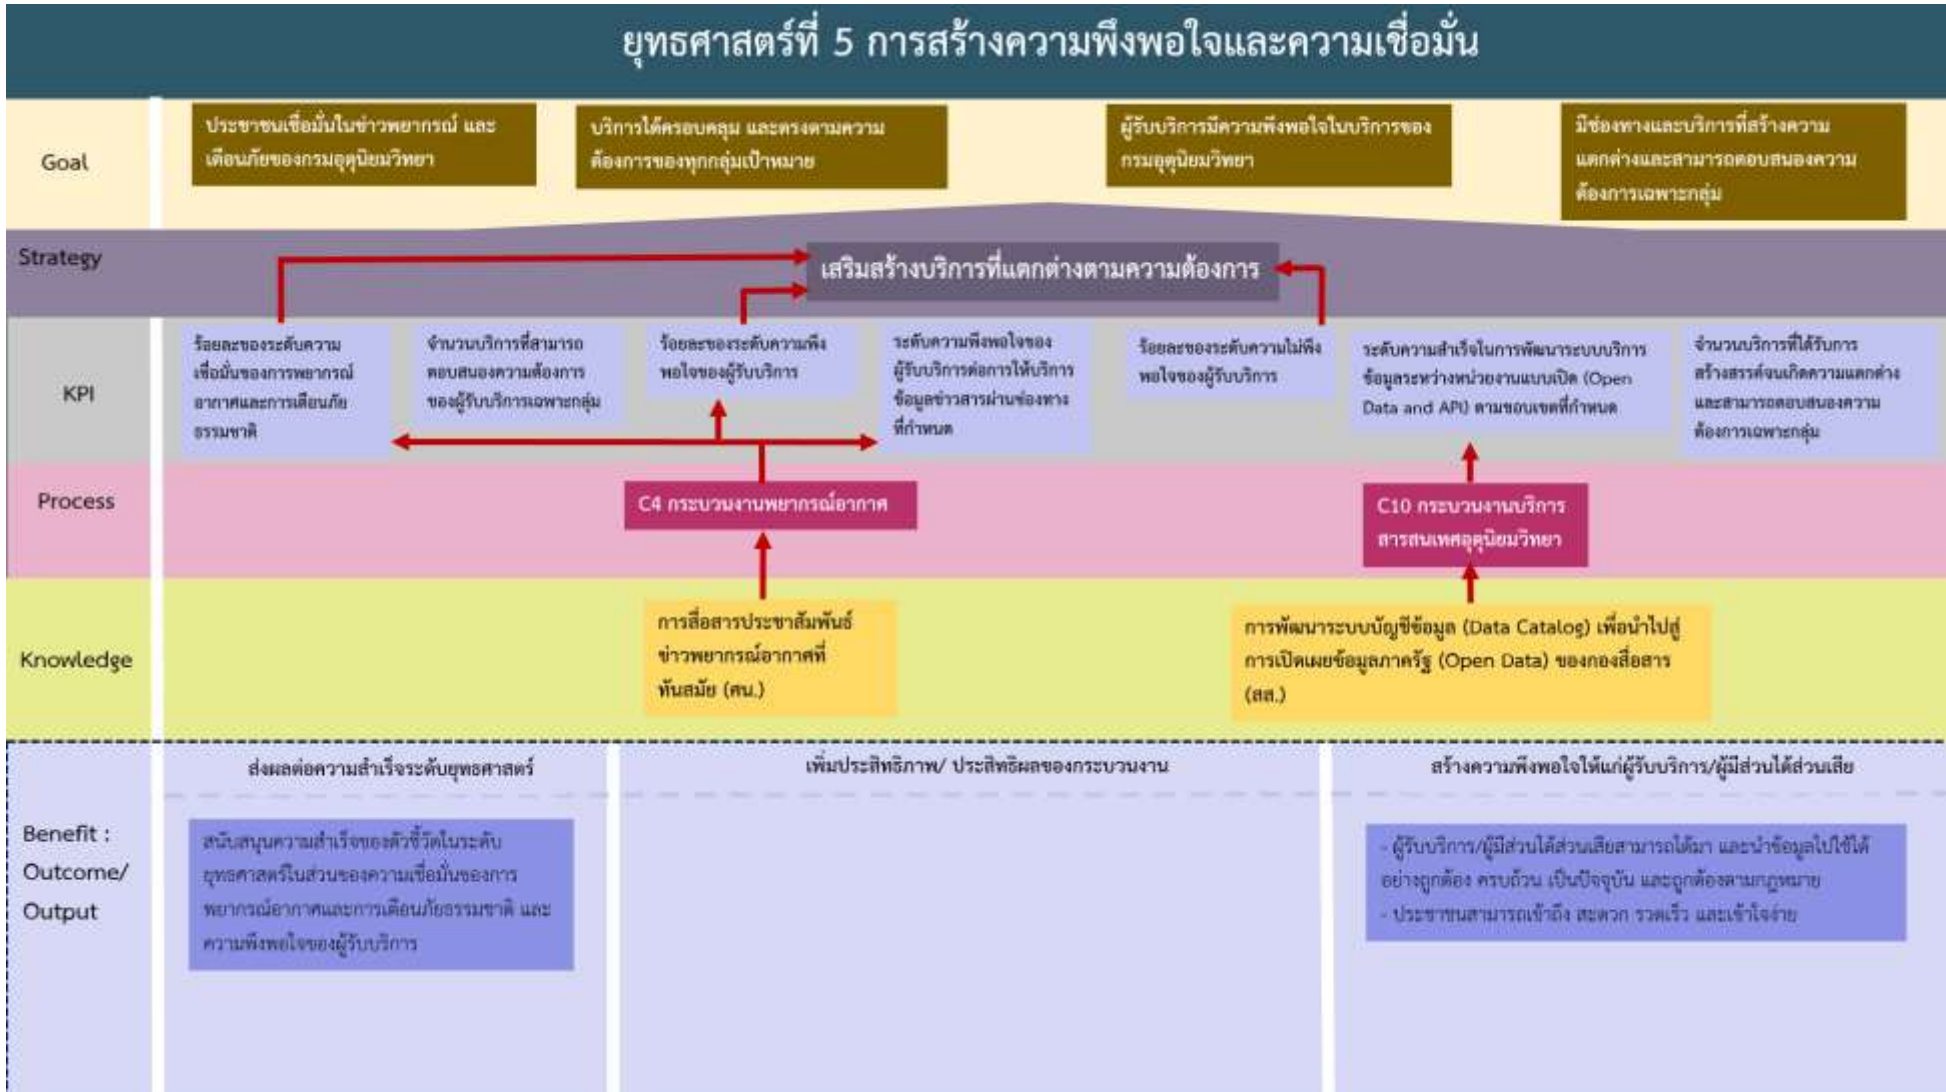 ยุทธศาสตร์ที่ 5 การสร้างความพึงพอใจและความเชื่อมั่น
Goal
ประชาชนเชื่อมั่นในข่าวพยากรณ์ และ
เตือนภัยของกรมอุตุนิยมวิทยา
บริการได้ครอบคลุม และตรงตามความ
ต้องการของทุกกลุ่มเป้าหมาย
ผู้รับบริการมีความพึงพอใจในบริการของ
กรมอุตุนิยมวิทยา
มีช่องทางและบริการที่สร้างความ
แตกต่างและสามารถตอบสนองความ
ต้องการเฉพาะกลุ่ม
Strategy
เสริมสร้างบริการที่แตกต่างตามความต้องการ
KPI
ร้อยละของระดับความ
เชื่อมั่นของการพยากรณ์
อากาศและการเตือนภัย
ธรรมชาติ
จำนวนบริการที่สามารถ
ตอบสนองความต้องการ
ของผู้รับบริการเฉพาะกลุ่ม
ร้อยละของระดับความพึง
พอใจของผู้รับบริการ
ระดับความพึงพอใจของ
ผู้รับบริการต่อการให้บริการ
ข้อมูลข่าวสารผ่านช่องทาง
ที่กำหนด
ร้อยละของระดับความไม่พึง
พอใจของผู้รับบริการ
ระดับความสำเร็จในการพัฒนาระบบบริการ
ข้อมูลระหว่างหน่วยงานแบบเปิด (Open
Data and API) ตามขอบเขตที่กำหนด
จำนวนบริการที่ได้รับการ
สร้างสรรค์จนเกิดความแตกต่าง
และสามารถตอบสนองความ
ต้องการเฉพาะกลุ่ม
Process
C4 กระบวนงานพยากรณ์อากาศ
C10 กระบวนงานบริการ
สารสนเทศอุตุนิยมวิทยา
Knowledge
การสื่อสารประชาสัมพันธ์
ข่าวพยากรณ์อากาศที่
ทันสมัย (ศน.)
การพัฒนาระบบบัญชีข้อมูล (Data Catalog) เพื่อนำไปสู่
การเปิดเผยข้อมูลภาครัฐ (Open Data) ของกองสื่อสาร
(สส.)
Benefit :
Outcome/
Output
ส่งผลต่อความสำเร็จระดับยุทธศาสตร์
เพิ่มประสิทธิภาพ/ ประสิทธิผลของกระบวนงาน
สร้างความพึงพอใจให้แก่ผู้รับบริการ/ผู้มีส่วนได้ส่วนเสีย
สนับสนุนความสำเร็จของตัวชี้วัดในระดับ
ยุทธศาสตร์ในส่วนของความเชื่อมั่นของการ
พยากรณ์อากาศและการเตือนภัยธรรมชาติ และ
ความพึงพอใจของผู้รับบริการ
- ผู้รับบริการ/ผู้มีส่วนได้ส่วนเสียสามารถได้มา และนำข้อมูลไปใช้ได้
อย่างถูกต้อง ครบถ้วน เป็นปัจจุบัน และถูกต้องตามกฎหมาย
- ประชาชนสามารถเข้าถึง สะดวก รวดเร็ว และเข้าใจง่าย